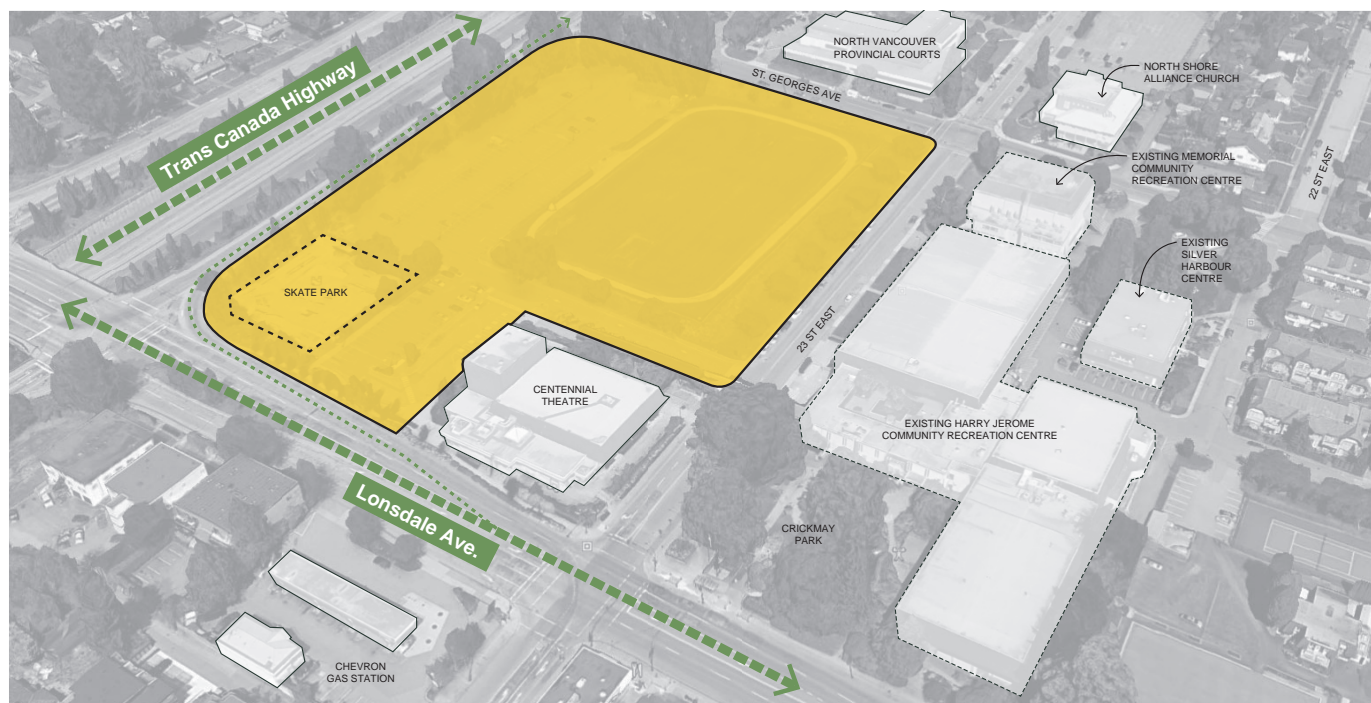 NORTH VANCOUVER
PROVINCIAL COURTS
Trans Canada Highway
ST. GEORGES AVE
NORTH SHORE
ALLIANCE CHURCH
EXISTING MEMORIAL
COMMUNITY
RECREATION CENTRE
22 ST EAST
EXISTING
SILVER
HARBOUR
CENTRE
SKATE PARK
23 ST EAST
CENTENNIAL
THEATRE
EXISTING HARRY JEROME
COMMUNITY RECREATION CENTRE
Lonsdale Ave.
CRICKMAY
PARK
CHEVRON
GAS STATION